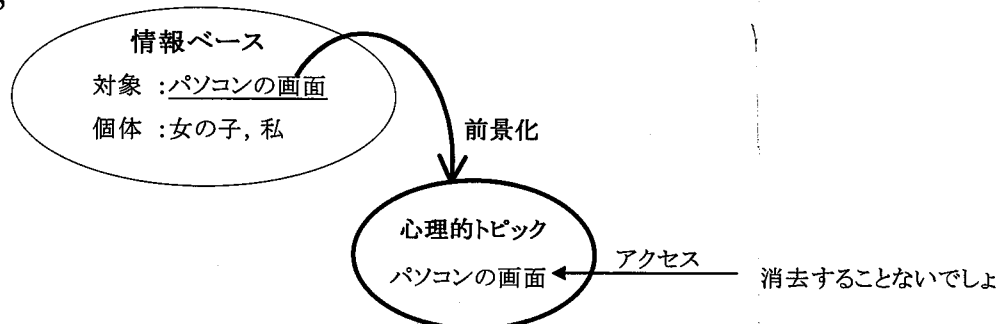 情報ベース
対象 :パソコンの画面
個体 :女の子, 私
前景化
心理的トピック
パソコンの画面
アクセス
消去することないでしょ